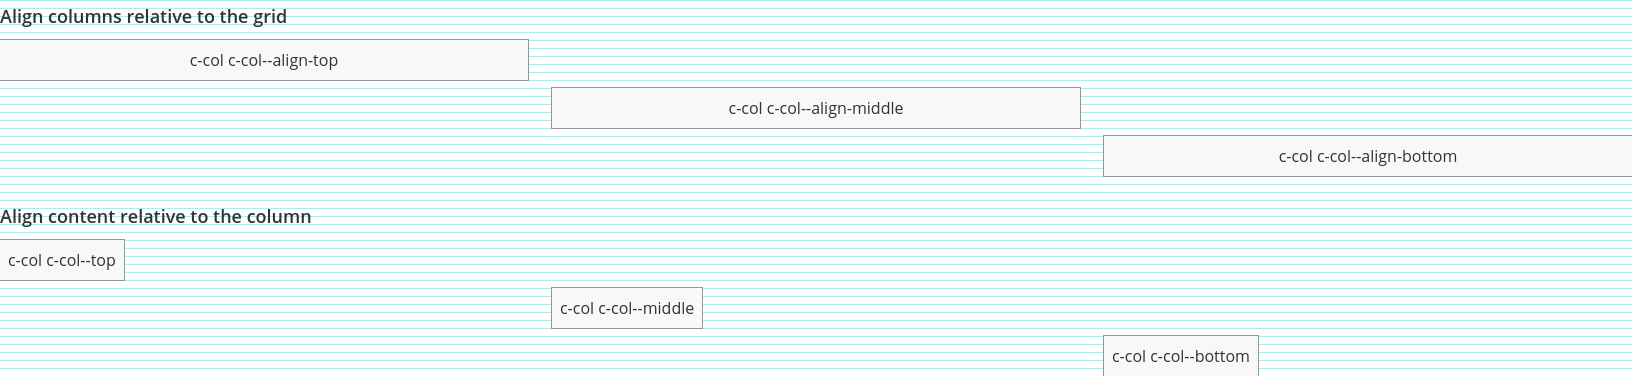 Align columns relative to the grid
c-col c-col--align-top
c-col c-col--align-middle
c-col c-col--align-bottom
Align content relative to the column
c-col c-col--top
c-col c-col--middle
c-col c-col--bottom